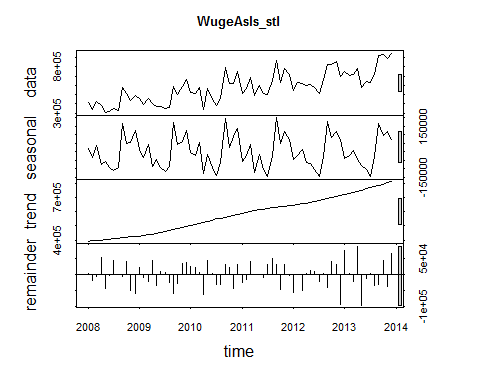 WugeAsIs_stl
data
3e+05 8e+05
seasonal
-150000 150000
trend
4e+05 7e+05
remainder
-1e+05 5e+04
2008 2009 2010 2011 2012 2013 2014
time